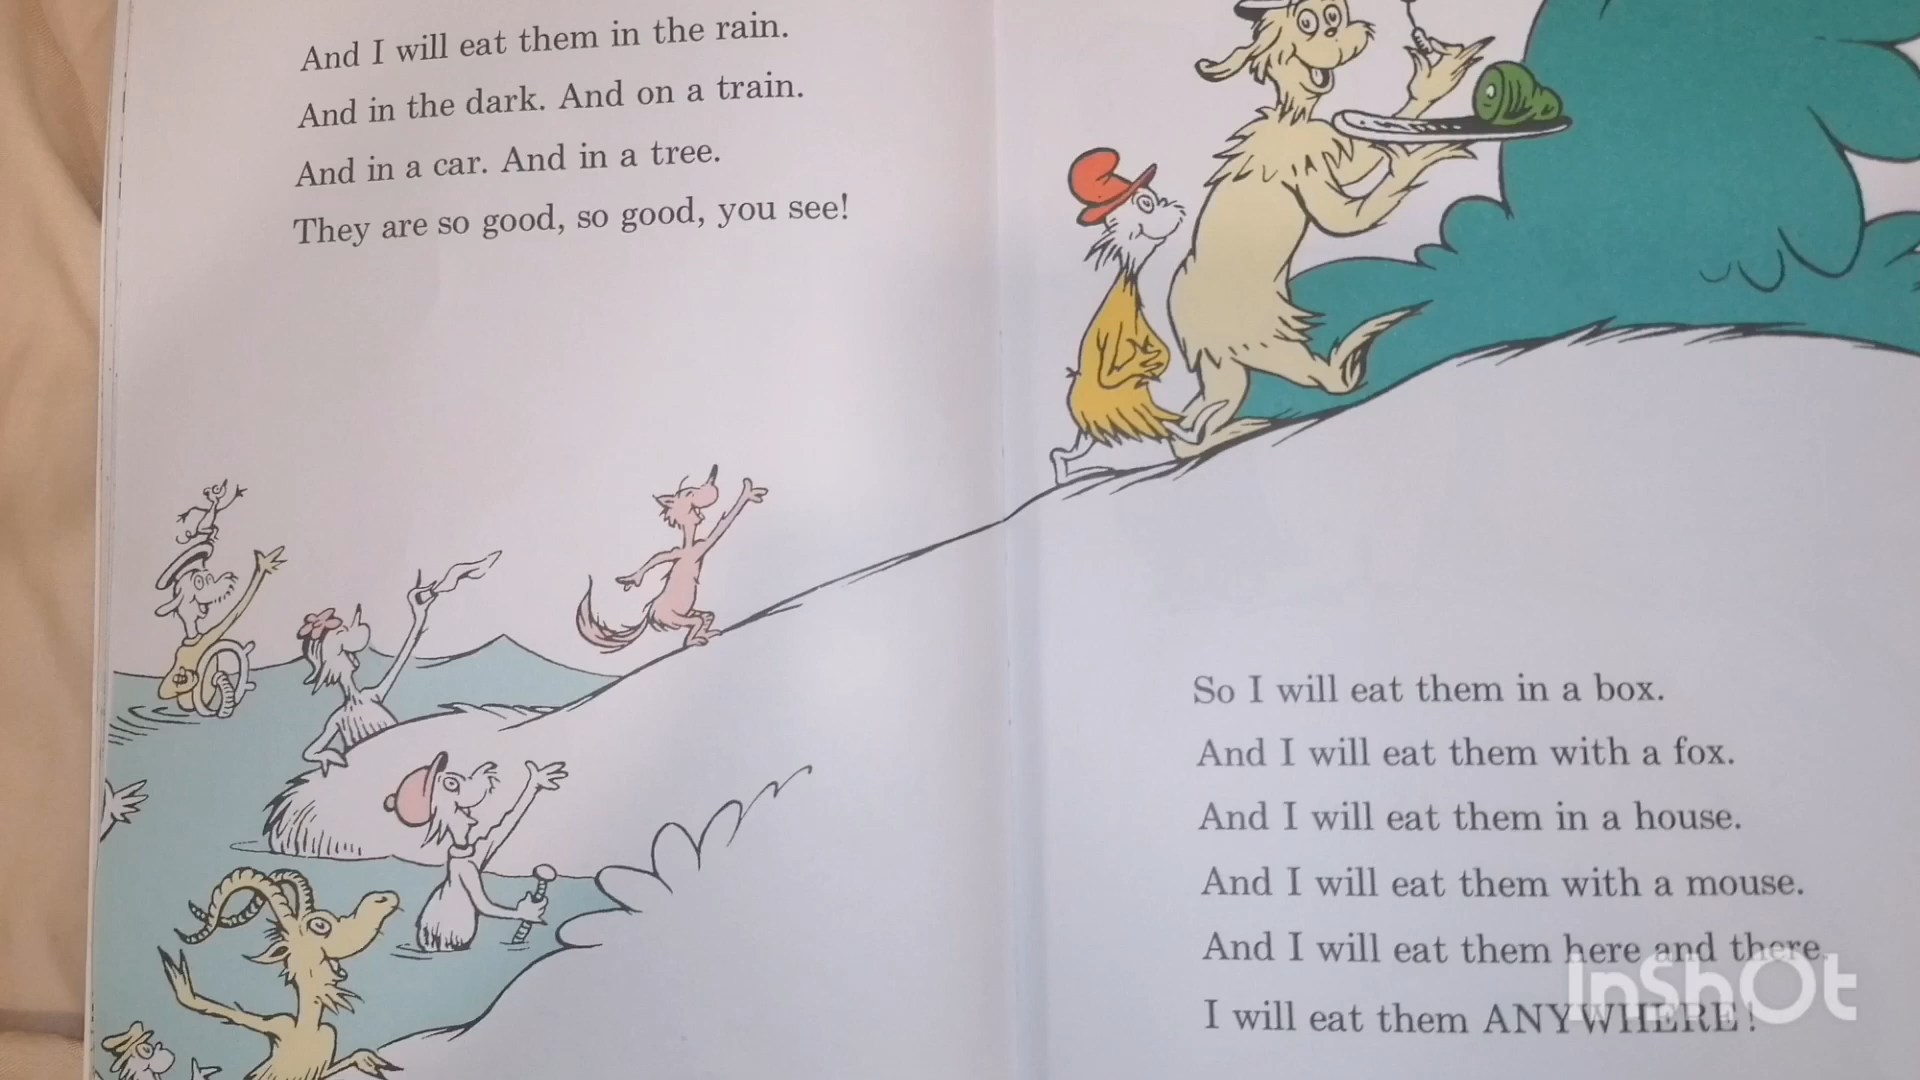 And I will eat them in the rain.
And in the dark. And on a train.
And in a car. And in a tree.
They are so good, so good, you see!
So I will eat them in a box.
And I will eat them with a fox.
And I will eat them in a house.
And I will eat them with a mouse.
And I will eat them here and there.
I will eat them ANYWHERE!
InShOt